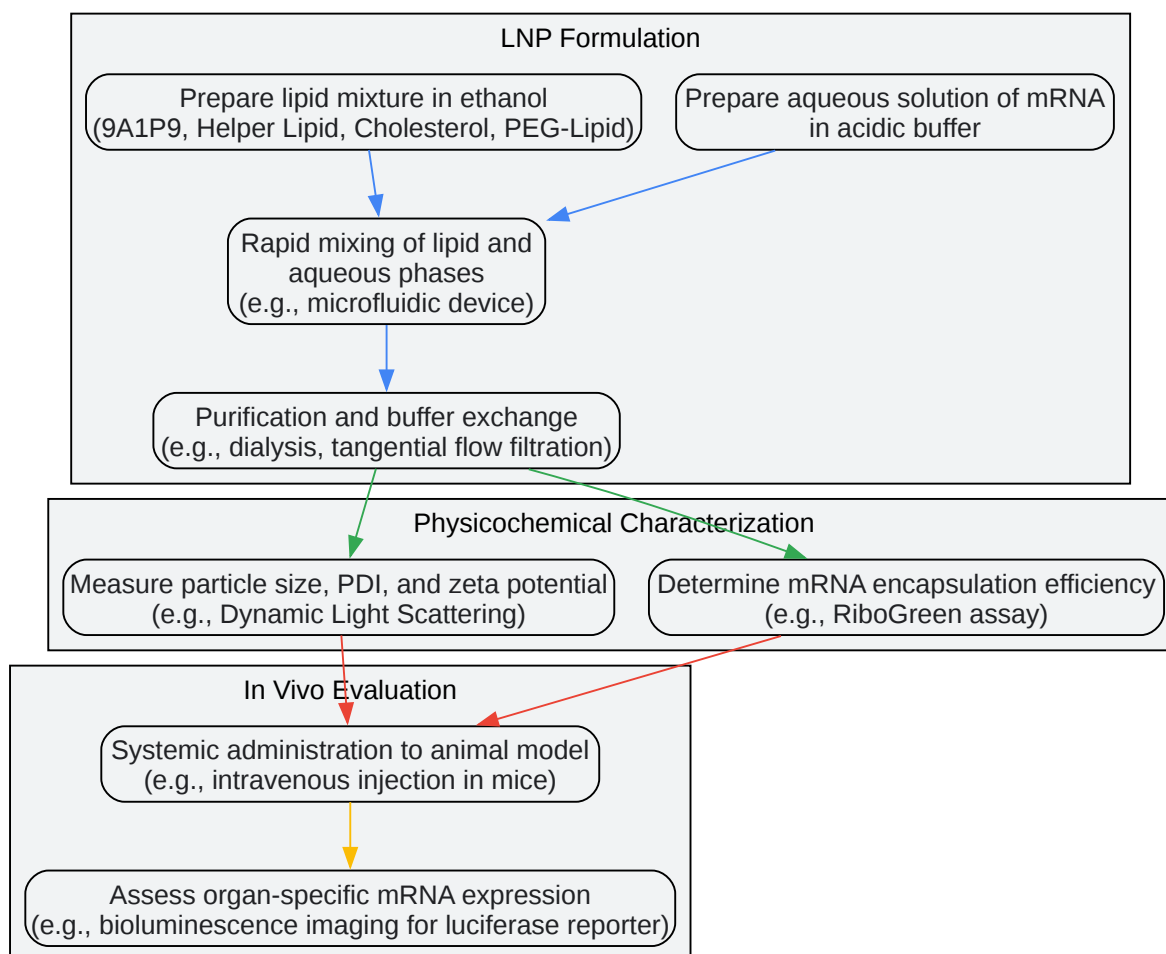 LNP Formulation
Prepare lipid mixture in ethanol
(9A1P9, Helper Lipid, Cholesterol, PEG-Lipid)
Prepare aqueous solution of mRNA
in acidic buffer
Rapid mixing of lipid and
aqueous phases
(e.g., microfluidic device)
Purification and buffer exchange
(e.g., dialysis, tangential flow filtration)
Physicochemical Characterization
Measure particle size, PDI, and zeta potential
(e.g., Dynamic Light Scattering)
Determine mRNA encapsulation efficiency
(e.g., RiboGreen assay)
In Vivo Evaluation
Systemic administration to animal model
(e.g., intravenous injection in mice)
Assess organ-specific mRNA expression
(e.g., bioluminescence imaging for luciferase reporter)